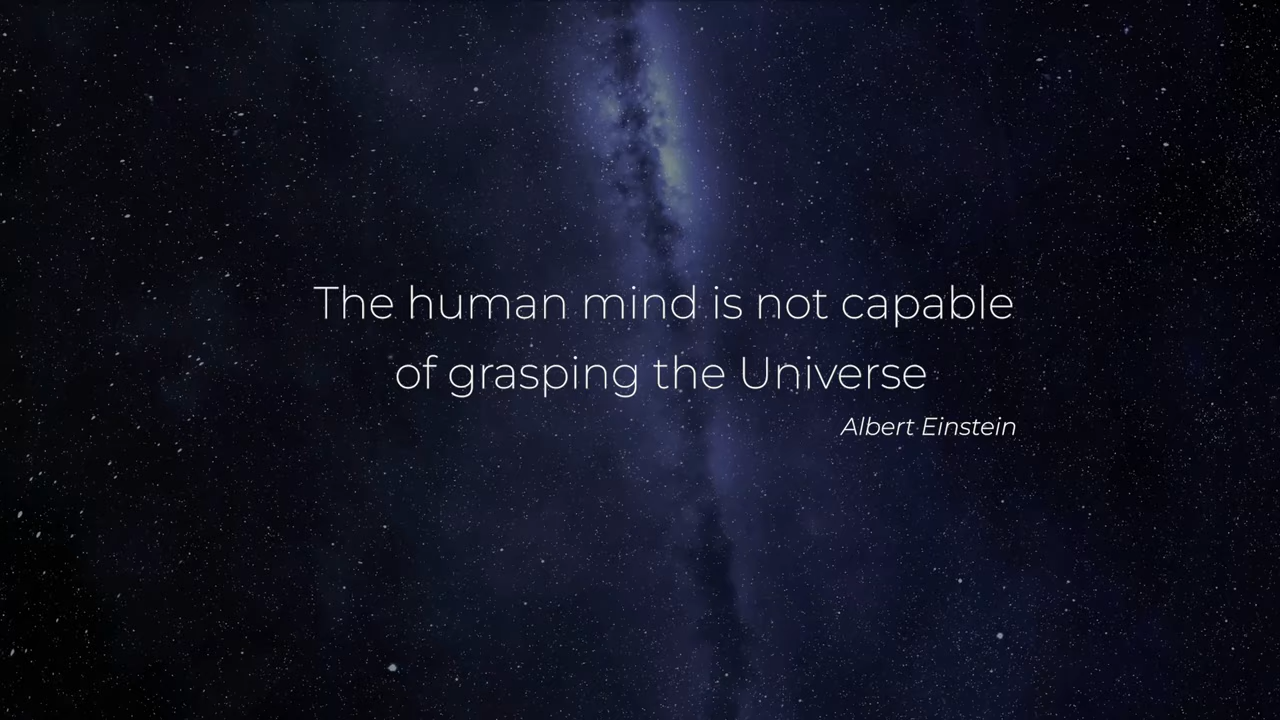 The human mind is not capable
of grasping the Universe
Albert Einstein